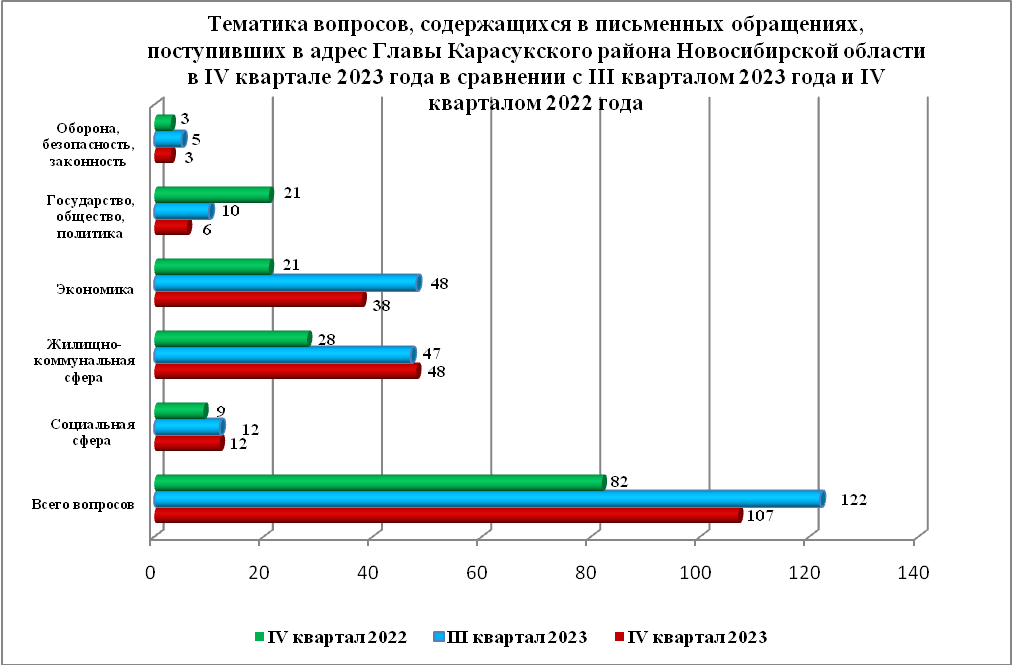 Тематика вопросов, содержащихся в письменных обращениях,
поступивших в адрес Главы Карасукского района Новосибирской области
в IV квартале 2023 года в сравнении с III кварталом 2023 года и IV
кварталом 2022 года
Оборона,
безопасность,
законность
3
5
3
Государство,
общество,
политика
21
10
6
Экономика
21
48
38
Жилищно-
коммунальная
сфера
28
47
48
Социальная
сфера
9
12
12
Всего вопросов
82
122
107
0 20 40 60 80 100 120 140
IV квартал 2022 III квартал 2023 IV квартал 2023